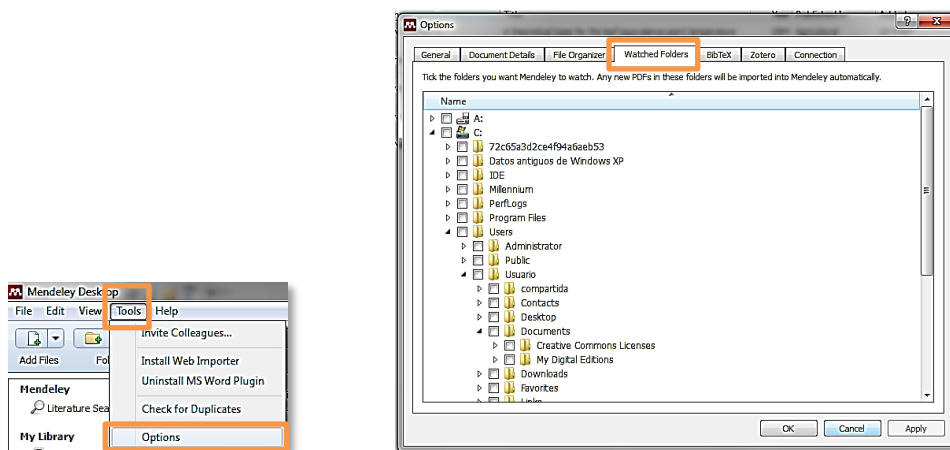 Mendeley Desktop
File Edit View Tools Help
Invite Colleagues...
Add Files
Install Web Importer
Uninstall MS Word Plugin
Mendeley
Literature Sea
Check for Duplicates
My Library
Options
Options
General Document Details File Organizer Watched Folders BibTeX Zotero Connection
Tick the folders you want Mendeley to watch. Any new PDFs in these folders will be imported into Mendeley automatically.
Name
A:
C:
72c65a3d2ce4f94a6aeb53
Datos antiguos de Windows XP
IDE
Millennium
PerfLogs
Program Files
Users
Administrator
Public
Usuario
compartida
Contacts
Desktop
Documents
Creative Commons Licenses
My Digital Editions
Downloads
Favorites
Links
OK Cancel Apply